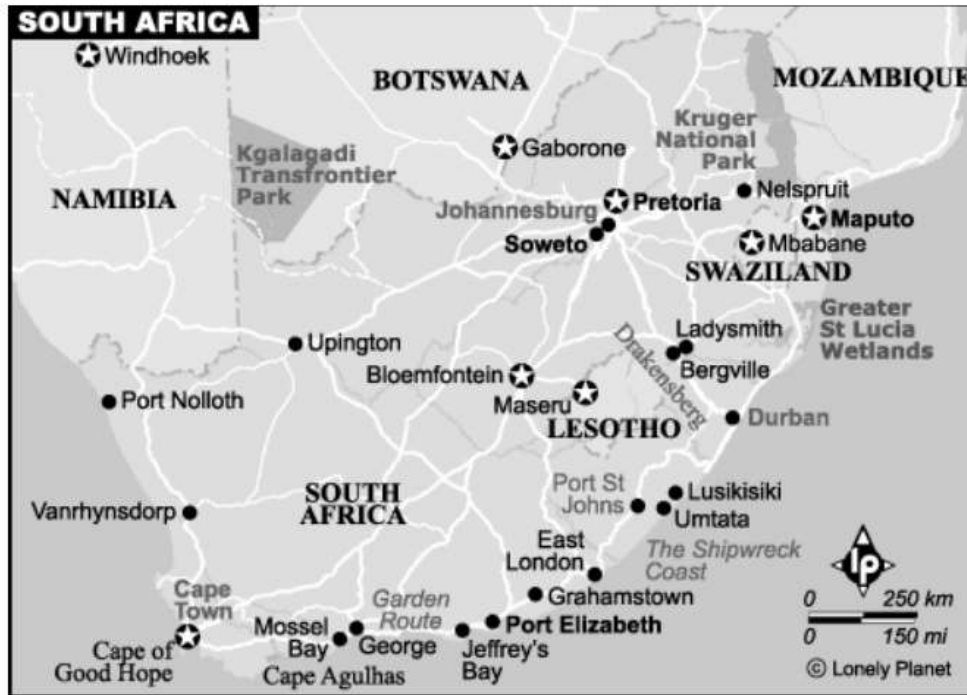 SOUTH AFRICA
Windhoek
BOTSWANA
MOZAMBIQUE
Kruger
National
Park
Gaborone
Kgalagadi
Transfrontier
Park
NAMIBIA
Nelspruit
Johannesburg
Pretoria
Maputo
Soweto
Mbabane
SWAZILAND
Greater
St Lucia
Wetlands
Ladysmith
Upington
Drakensberg
Bergville
Bloemfontein
Maseru
Port Nolloth
LESOTHO
Durban
SOUTH
AFRICA
Port St
Johns
Lusikisiki
Umtata
Vanrhynsdorp
East
London
The Shipwreck
Coast
lp
Cape
Town
Garden
Route
Grahamstown
0 250 km
0 150 mi
Mossel
Bay
George
Port Elizabeth
Jeffrey's
Bay
Cape of
Good Hope
Cape Agulhas
© Lonely Planet